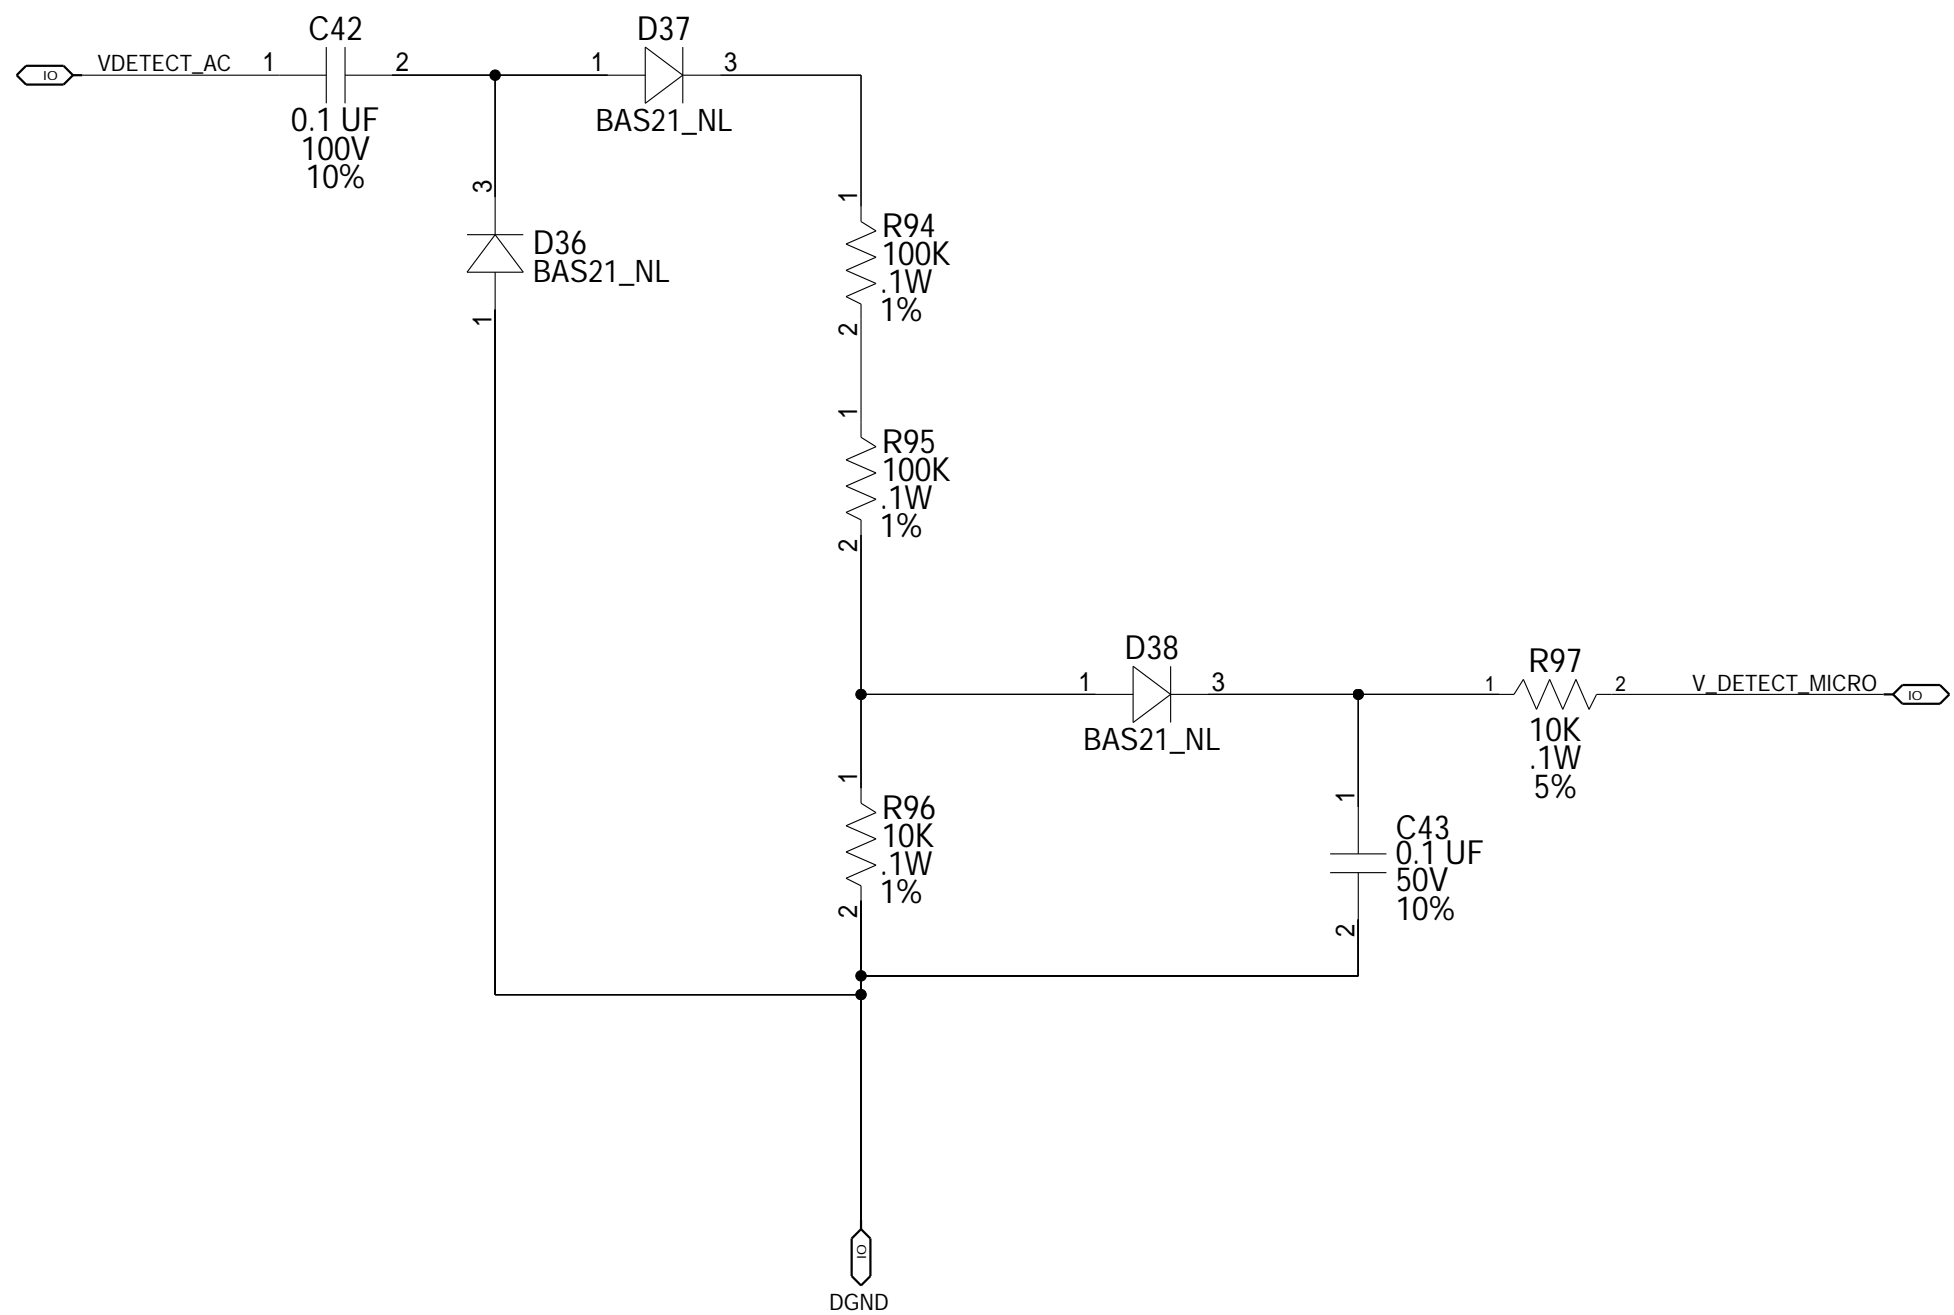 C42
D37
IO
VDETECT_AC
1
2
1
3
0.1 UF
100V
10%
BAS21_NL
3
D36
BAS21_NL
1
1
R94
100K
.1W
1%
2
1
R95
100K
.1W
1%
2
D38
1
3
BAS21_NL
R97
1
2
V_DETECT_MICRO
IO
10K
.1W
5%
1
R96
10K
.1W
1%
2
1
C43
0.1 UF
50V
10%
2
IO
DGND